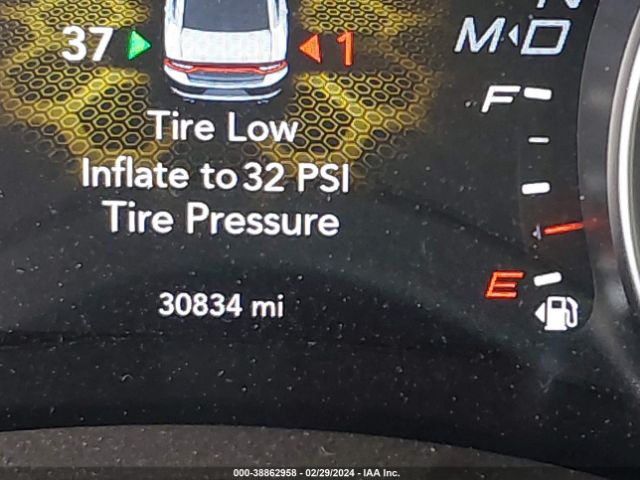 N
37 1
M D
F
Tire Low
Inflate to 32 PSI
Tire Pressure
E
30834 mi
000-38862958 - 02/29/2024 - IAA Inc.